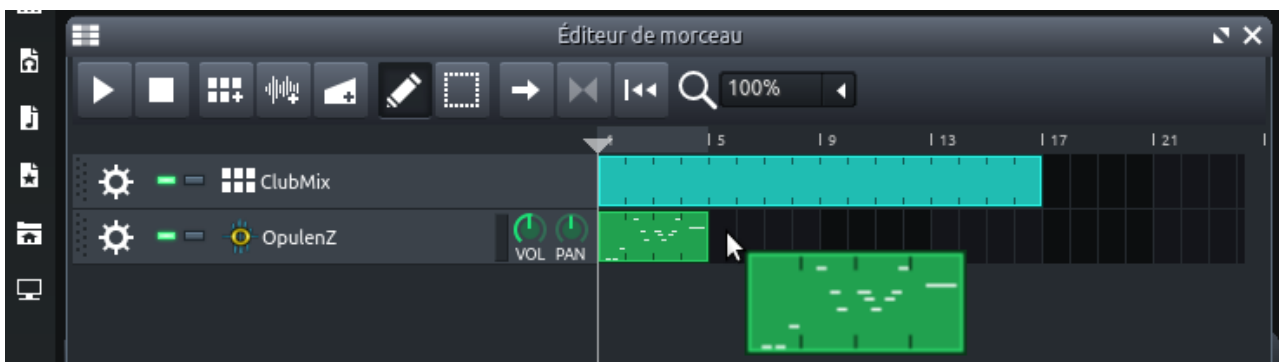 Éditeur de morceau
100%
5 9 13 17 21
ClubMix
OpulenZ
VOL PAN